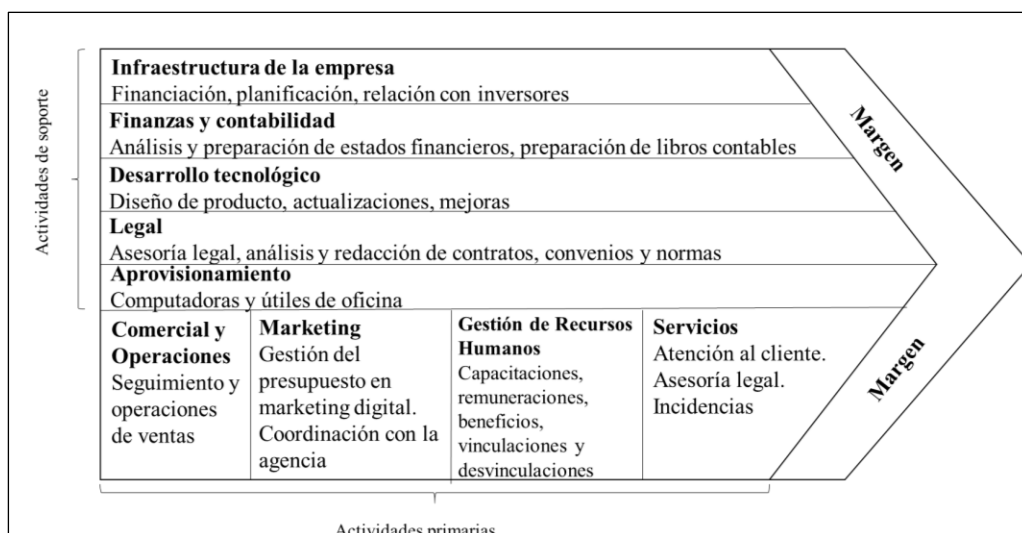 Actividades de soporte
Infraestructura de la empresa
Financiación, planificación, relación con inversores
Finanzas y contabilidad
Análisis y preparación de estados financieros, preparación de libros contables
Desarrollo tecnológico
Diseño de producto, actualizaciones, mejoras
Legal
Asesoría legal, análisis y redacción de contratos, convenios y normas
Aprovisionamiento
Computadoras y útiles de oficina
Comercial y
Operaciones
Seguimiento y
operaciones
de ventas
Marketing
Gestión del
presupuesto en
marketing digital.
Coordinación con la
agencia
Gestión de Recursos
Humanos
Capacitaciones,
remuneraciones,
beneficios,
vinculaciones y
desvinculaciones
Servicios
Atención al cliente.
Asesoría legal.
Incidencias
Margen
Margen
Actividades primarias